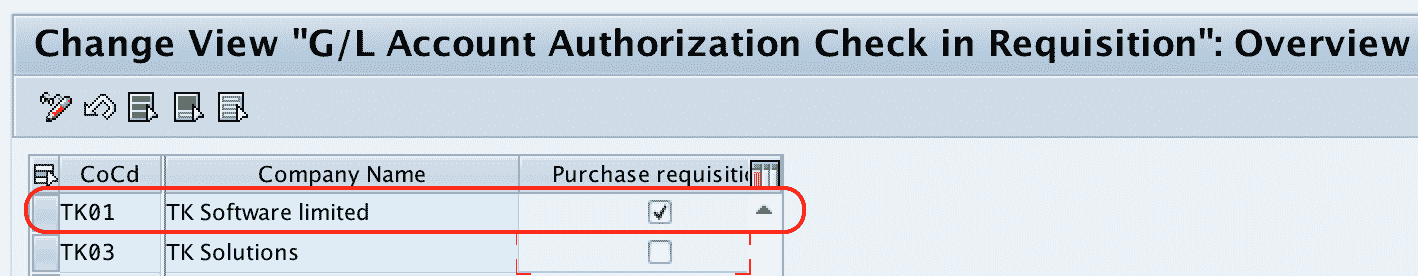 Change View "G/L Account Authorization Check in Requisition": Overview
CoCd Company Name Purchase requisitio
TK01 TK Software limited
TK03 TK Solutions